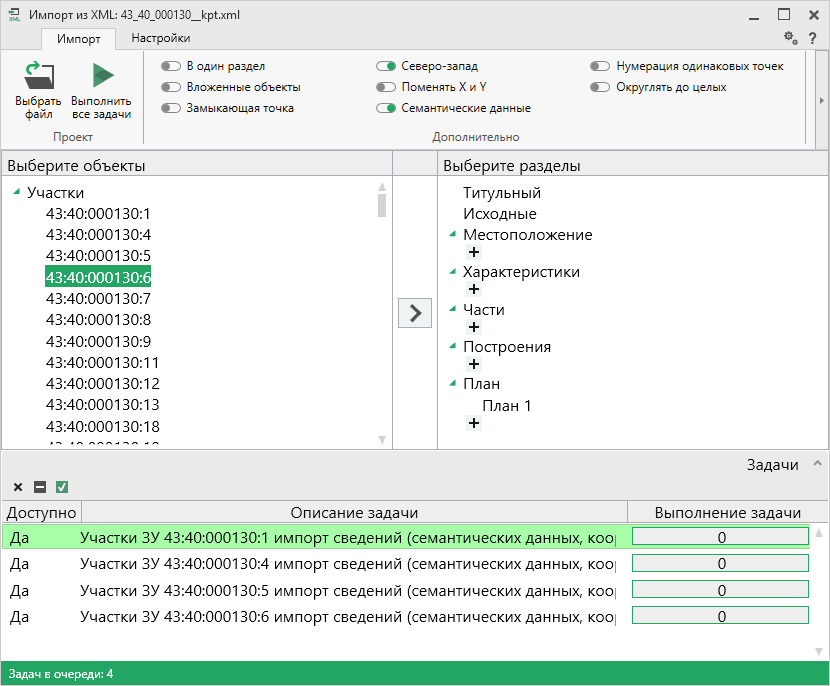 XML Импорт из XML: 43_40_000130__kpt.xml
Импорт Настройки ?
Выбрать файл
Выполнить все задачи
Проект
В один раздел
Вложенные объекты
Замыкающая точка
Северо-запад
Поменять X и Y
Семантические данные
Нумерация одинаковых точек
Округлять до целых
Дополнительно
Выберите объекты
Участки
43:40:000130:1
43:40:000130:4
43:40:000130:5
43:40:000130:6
43:40:000130:7
43:40:000130:8
43:40:000130:9
43:40:000130:11
43:40:000130:12
43:40:000130:13
43:40:000130:18
Выберите разделы
Титульный
Исходные
Местоположение
+
Характеристики
+
Части
+
Построения
+
План
План 1
+
Задачи
Доступно Описание задачи Выполнение задачи
Да Участки ЗУ 43:40:000130:1 импорт сведений (семантических данных, коор 0
Да Участки ЗУ 43:40:000130:4 импорт сведений (семантических данных, коор 0
Да Участки ЗУ 43:40:000130:5 импорт сведений (семантических данных, коор 0
Да Участки ЗУ 43:40:000130:6 импорт сведений (семантических данных, коор 0
Задач в очереди: 4